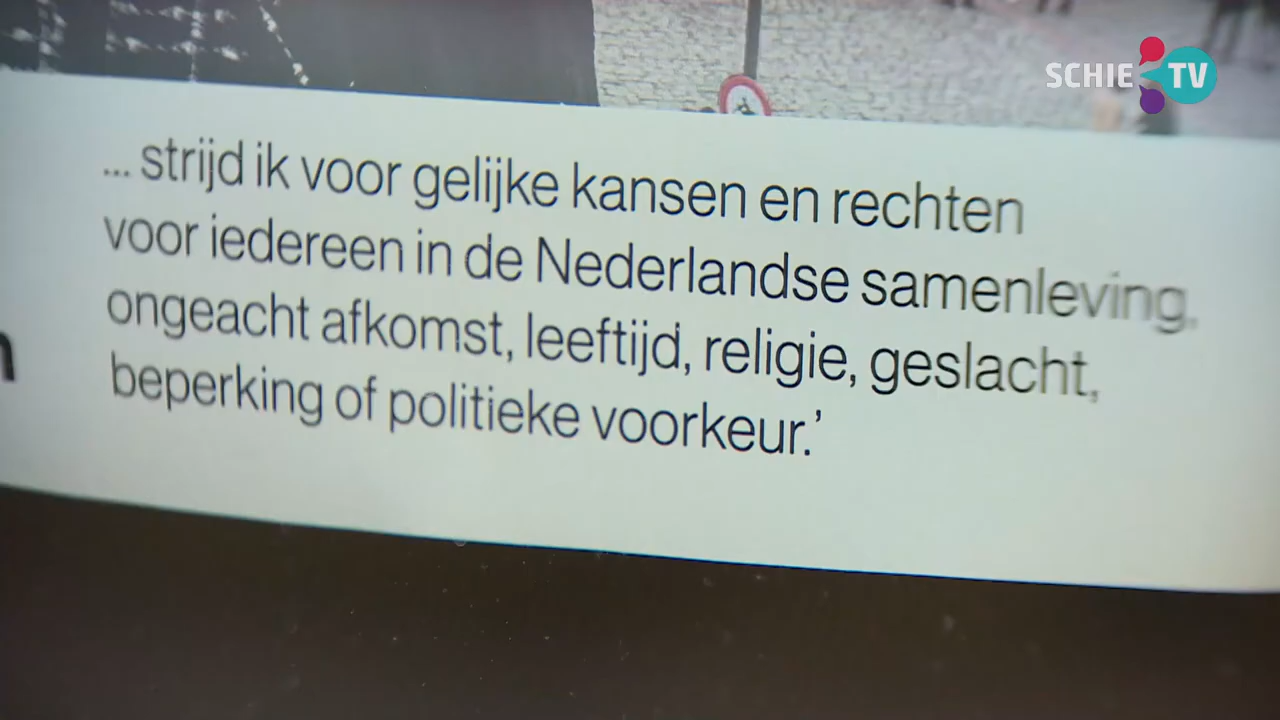 SCHIE TV
... strijd ik voor gelijke kansen en rechten
voor iedereen in de Nederlandse samenleving,
ongeacht afkomst, leeftijd, religie, geslacht,
beperking of politieke voorkeur.’